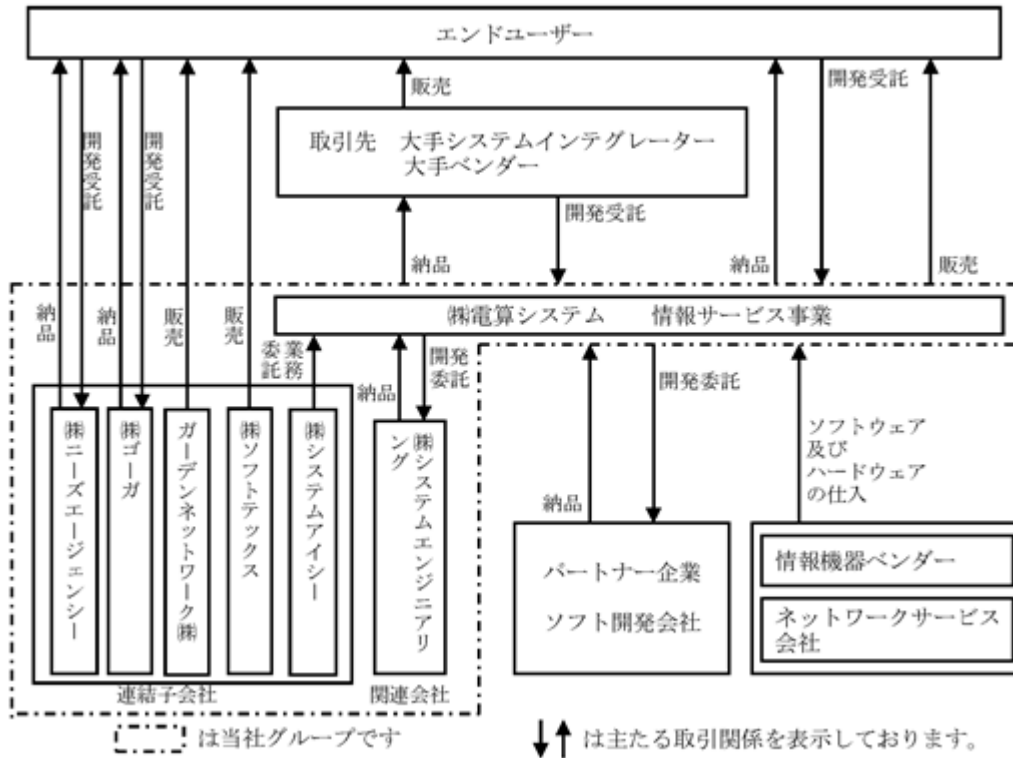 エンドユーザー
販売
開発受託
開発受託
開発受託
取引先 大手システムインテグレーター
大手ベンダー
開発受託
納品
納品
販売
納品
納品
販売
販売
㈱電算システム 情報サービス事業
業務
委託
納品
開発
委託
開発委託
納品
ソフトウェア
及び
ハードウェア
の仕入
㈱ニーズエージェンシー
㈱ゴーガ
ガーデンネットワーク㈱
㈱ソフトテックス
㈱システムアイシー
㈱システムエンジニアリ
ング
パートナー企業
ソフト開発会社
情報機器ベンダー
ネットワークサービス
会社
連結子会社
関連会社
は当社グループです
は主たる取引関係を表示しております。